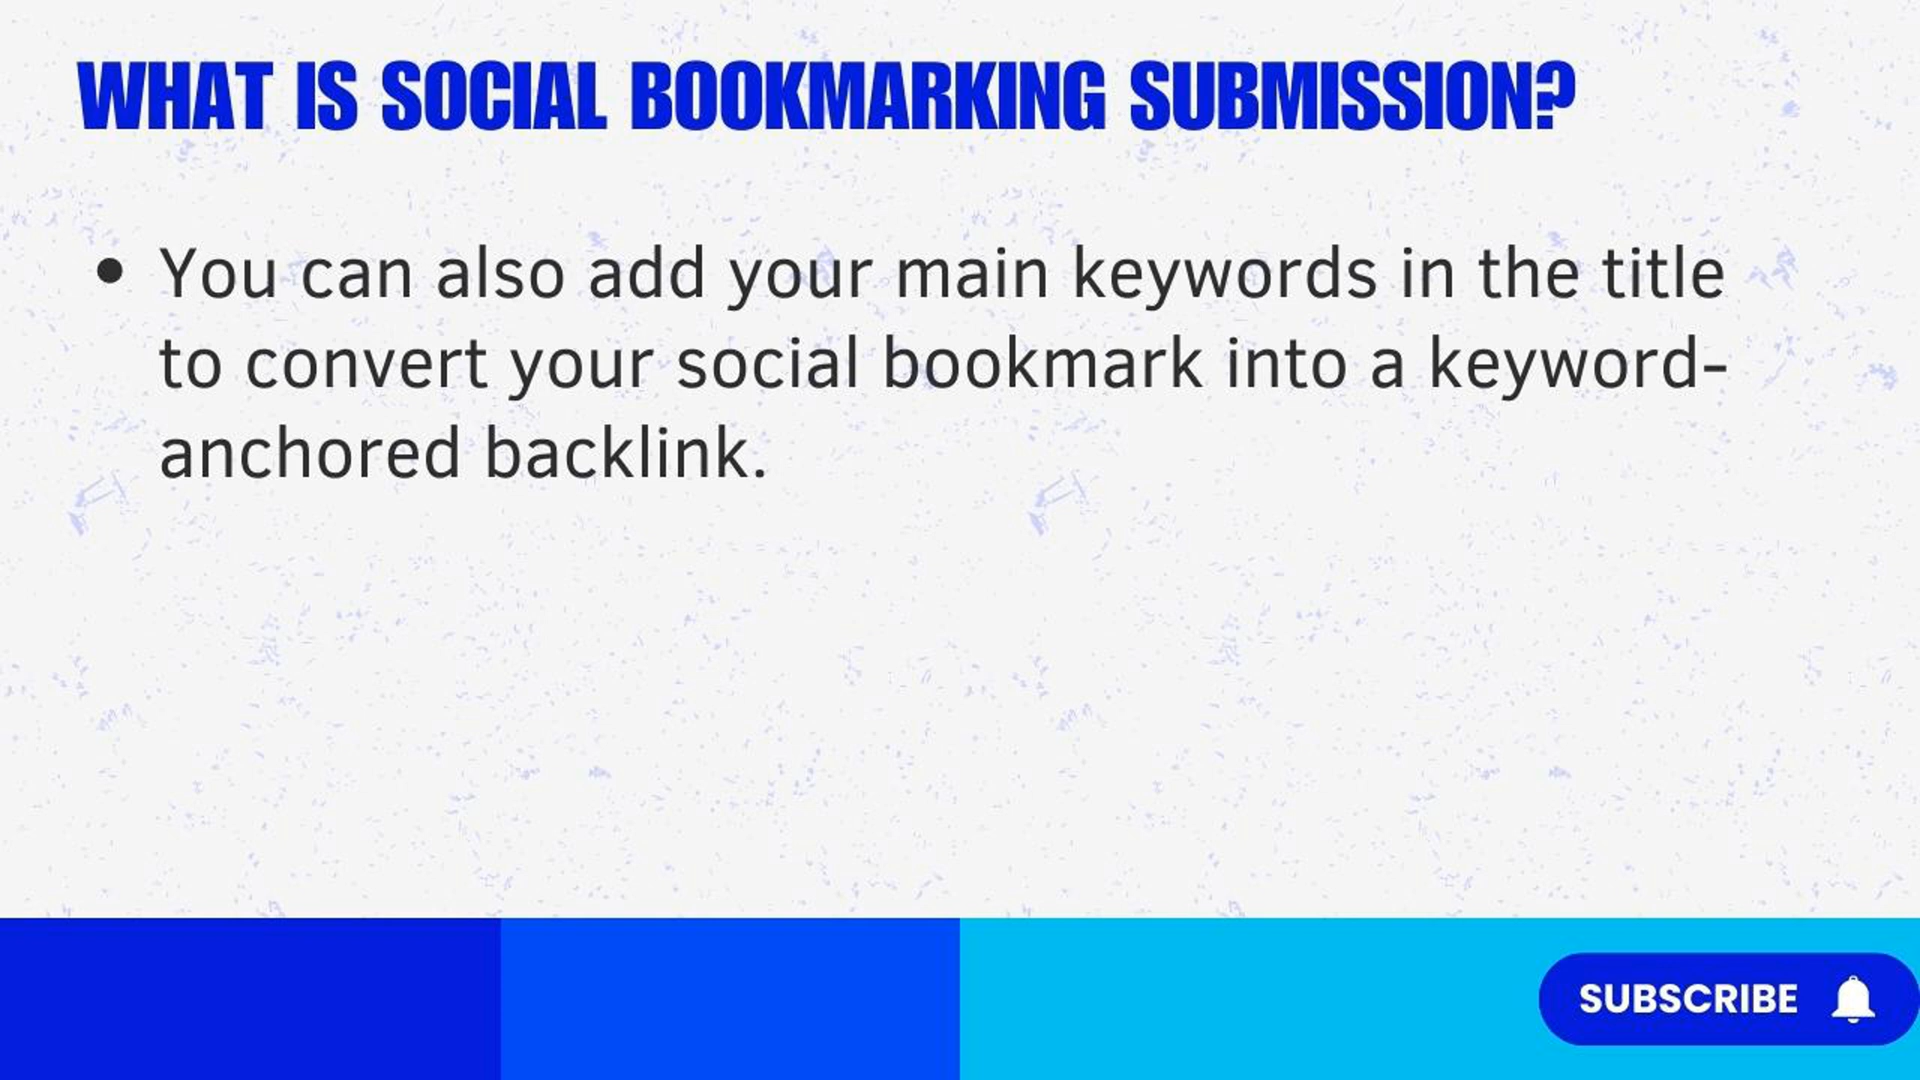 WHAT IS SOCIAL BOOKMARKING SUBMISSION?
• You can also add your main keywords in the title
to convert your social bookmark into a keyword-
anchored backlink.
SUBSCRIBE